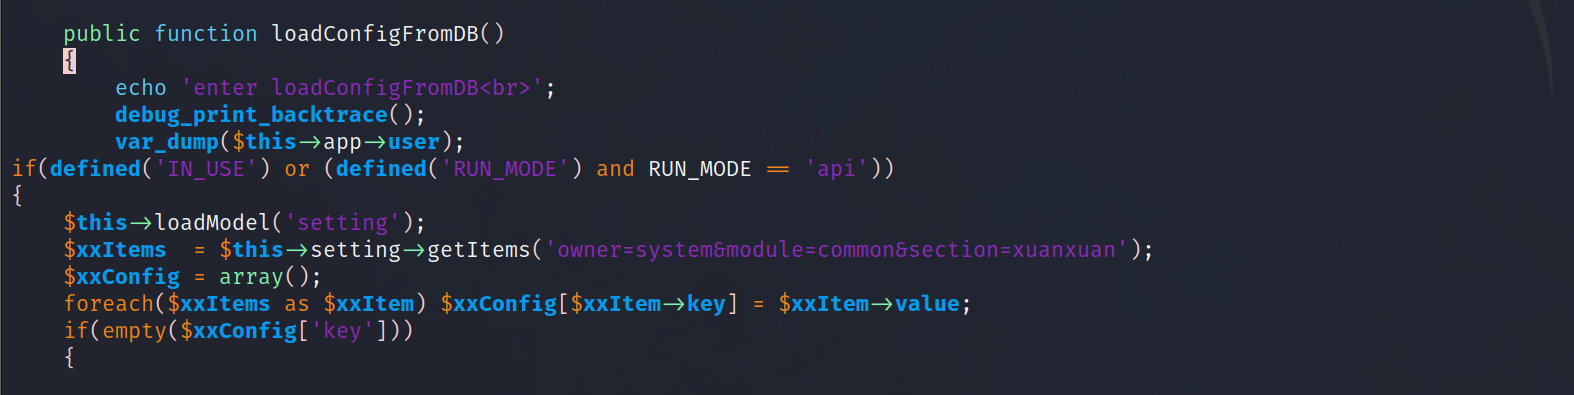 public function loadConfigFromDB()
    {
        echo 'enter loadConfigFromDB<br>';
        debug_print_backtrace();
        var_dump($this->app->user);
if(defined('IN_USE') or (defined('RUN_MODE') and RUN_MODE == 'api'))
{
    $this->loadModel('setting');
    $xxItems  = $this->setting->getItems('owner=system&module=common&section=xuanxuan');
    $xxConfig = array();
    foreach($xxItems as $xxItem) $xxConfig[$xxItem->key] = $xxItem->value;
    if(empty($xxConfig['key']))
    {